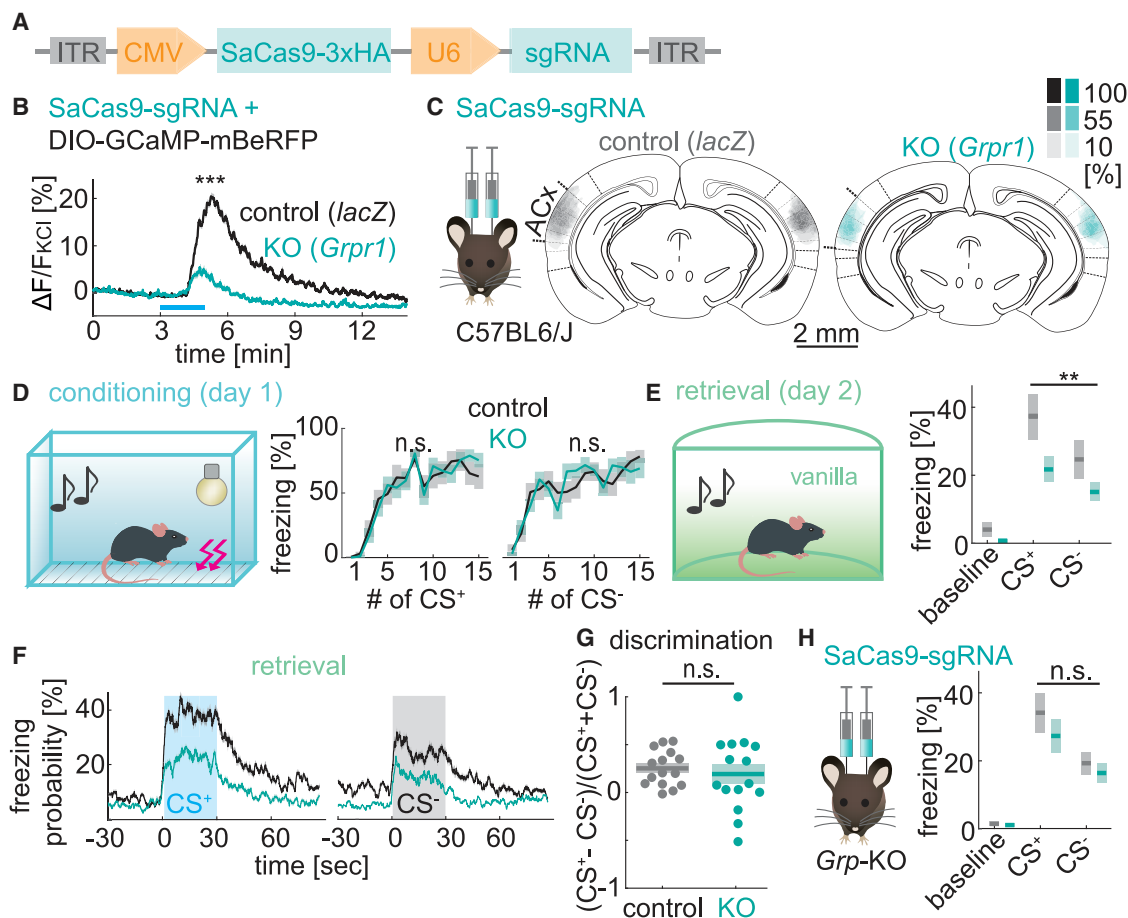 A
ITR CMV SaCas9-3xHA U6 sgRNA ITR
B
SaCas9-sgRNA +
DIO-GCaMP-mBeRFP
ΔF/Fkcl [%]
20
10
0
***
control (lacZ)
KO (Grpr1)
0 3 6 9 12
time [min]
C
SaCas9-sgRNA
control (lacZ)
KO (Grpr1)
100
55
10
[%]
ACx
C57BL6/J
2 mm
D
conditioning (day 1)
freezing [%]
100
50
0
control
KO
n.s.
n.s.
1 5 10 15
# of CS+
1 5 10 15
# of CS-
E
retrieval (day 2)
vanilla
freezing [%]
40
20
0
**
baseline
CS+
CS-
F
retrieval
freezing
probability [%]
40
20
CS+
CS-
-30 0 30
-30 0 30
time [sec]
G
discrimination
n.s.
(CS+- CS-)/(CS++CS-)
1
0
-1
control KO
H
SaCas9-sgRNA
Grp-KO
freezing [%]
40
20
0
n.s.
baseline
CS+
CS-